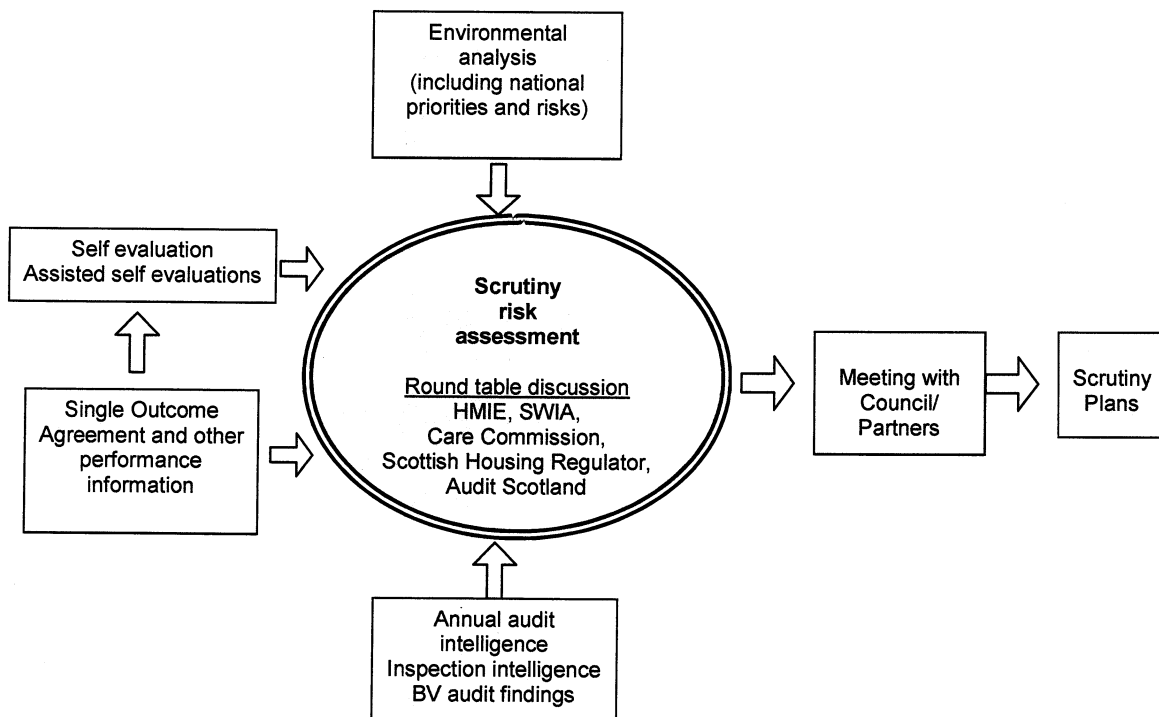 Environmental
analysis
(including national
priorities and risks)
Self evaluation
Assisted self evaluations
Single Outcome
Agreement and other
performance
information
Scrutiny
risk
assessment
Round table discussion
HMIE, SWIA,
Care Commission,
Scottish Housing Regulator,
Audit Scotland
Annual audit
intelligence
Inspection intelligence
BV audit findings
Meeting with
Council/
Partners
Scrutiny
Plans